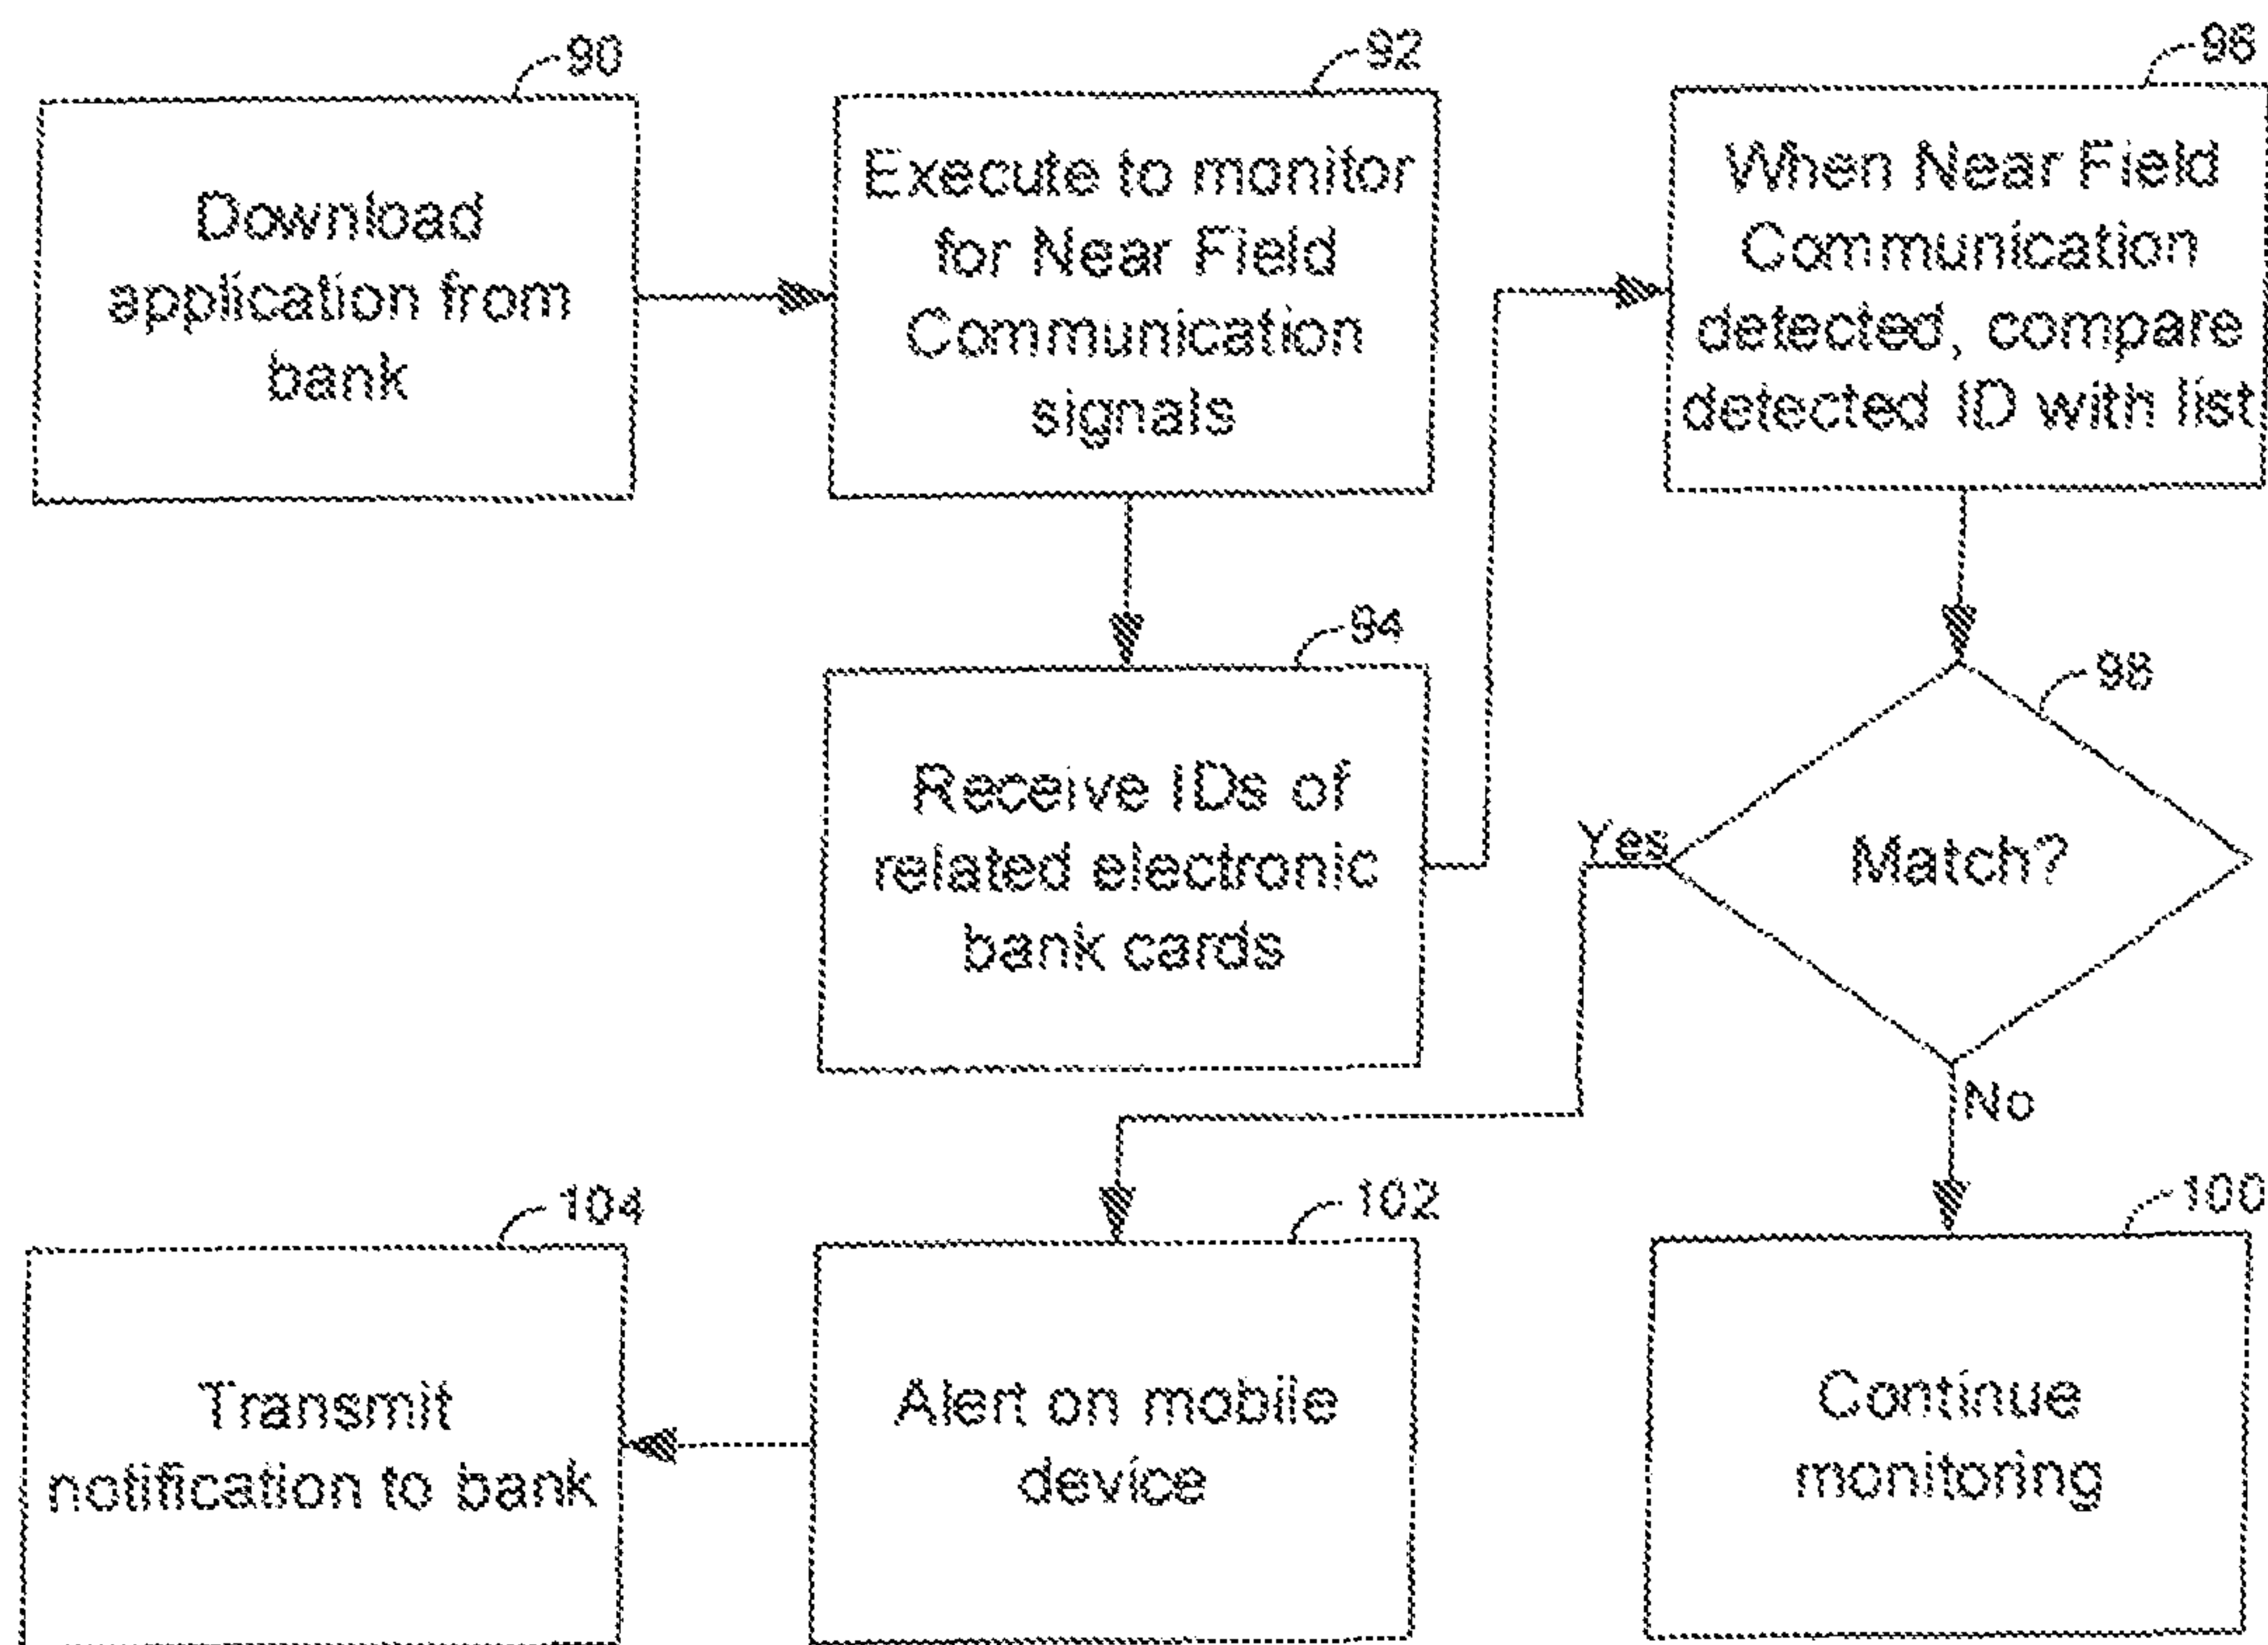 90
Download
application from
bank
92
Execute to monitor
for Near Field
Communication
signals
94
Receive IDs of
related electronic
bank cards
96
When Near Field
Communication
detected, compare
detected ID with list
98
Match?
Yes
No
100
Continue
monitoring
102
Alert on mobile
device
104
Transmit
notification to bank